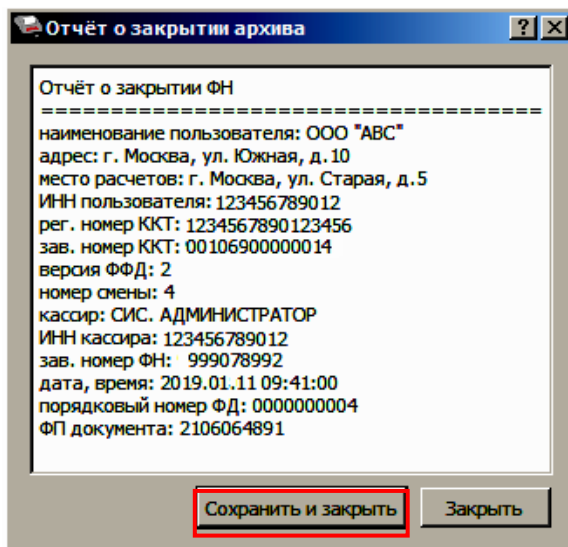 Отчёт о закрытии архива
Отчёт о закрытии ФН
=====================================
наименование пользователя: ООО "АВС"
адрес: г. Москва, ул. Южная, д.10
место расчетов: г. Москва, ул. Старая, д.5
ИНН пользователя: 123456789012
рег. номер ККТ: 1234567890123456
зав. номер ККТ: 00106900000014
версия ФФД: 2
номер смены: 4
кассир: СИС. АДМИНИСТРАТОР
ИНН кассира: 123456789012
зав. номер ФН: 999078992
дата, время: 2019.01.11 09:41:00
порядковый номер ФД: 0000000004
ФП документа: 2106064891
Сохранить и закрыть Закрыть